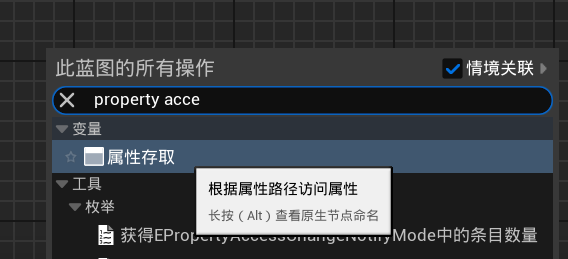 此蓝图的所有操作
情境关联
property acce
变量
属性存取
根据属性路径访问属性
长按（Alt）查看原生节点命名
工具
枚举
获得EPropertyAccessChangeNotifyMode中的条目数量